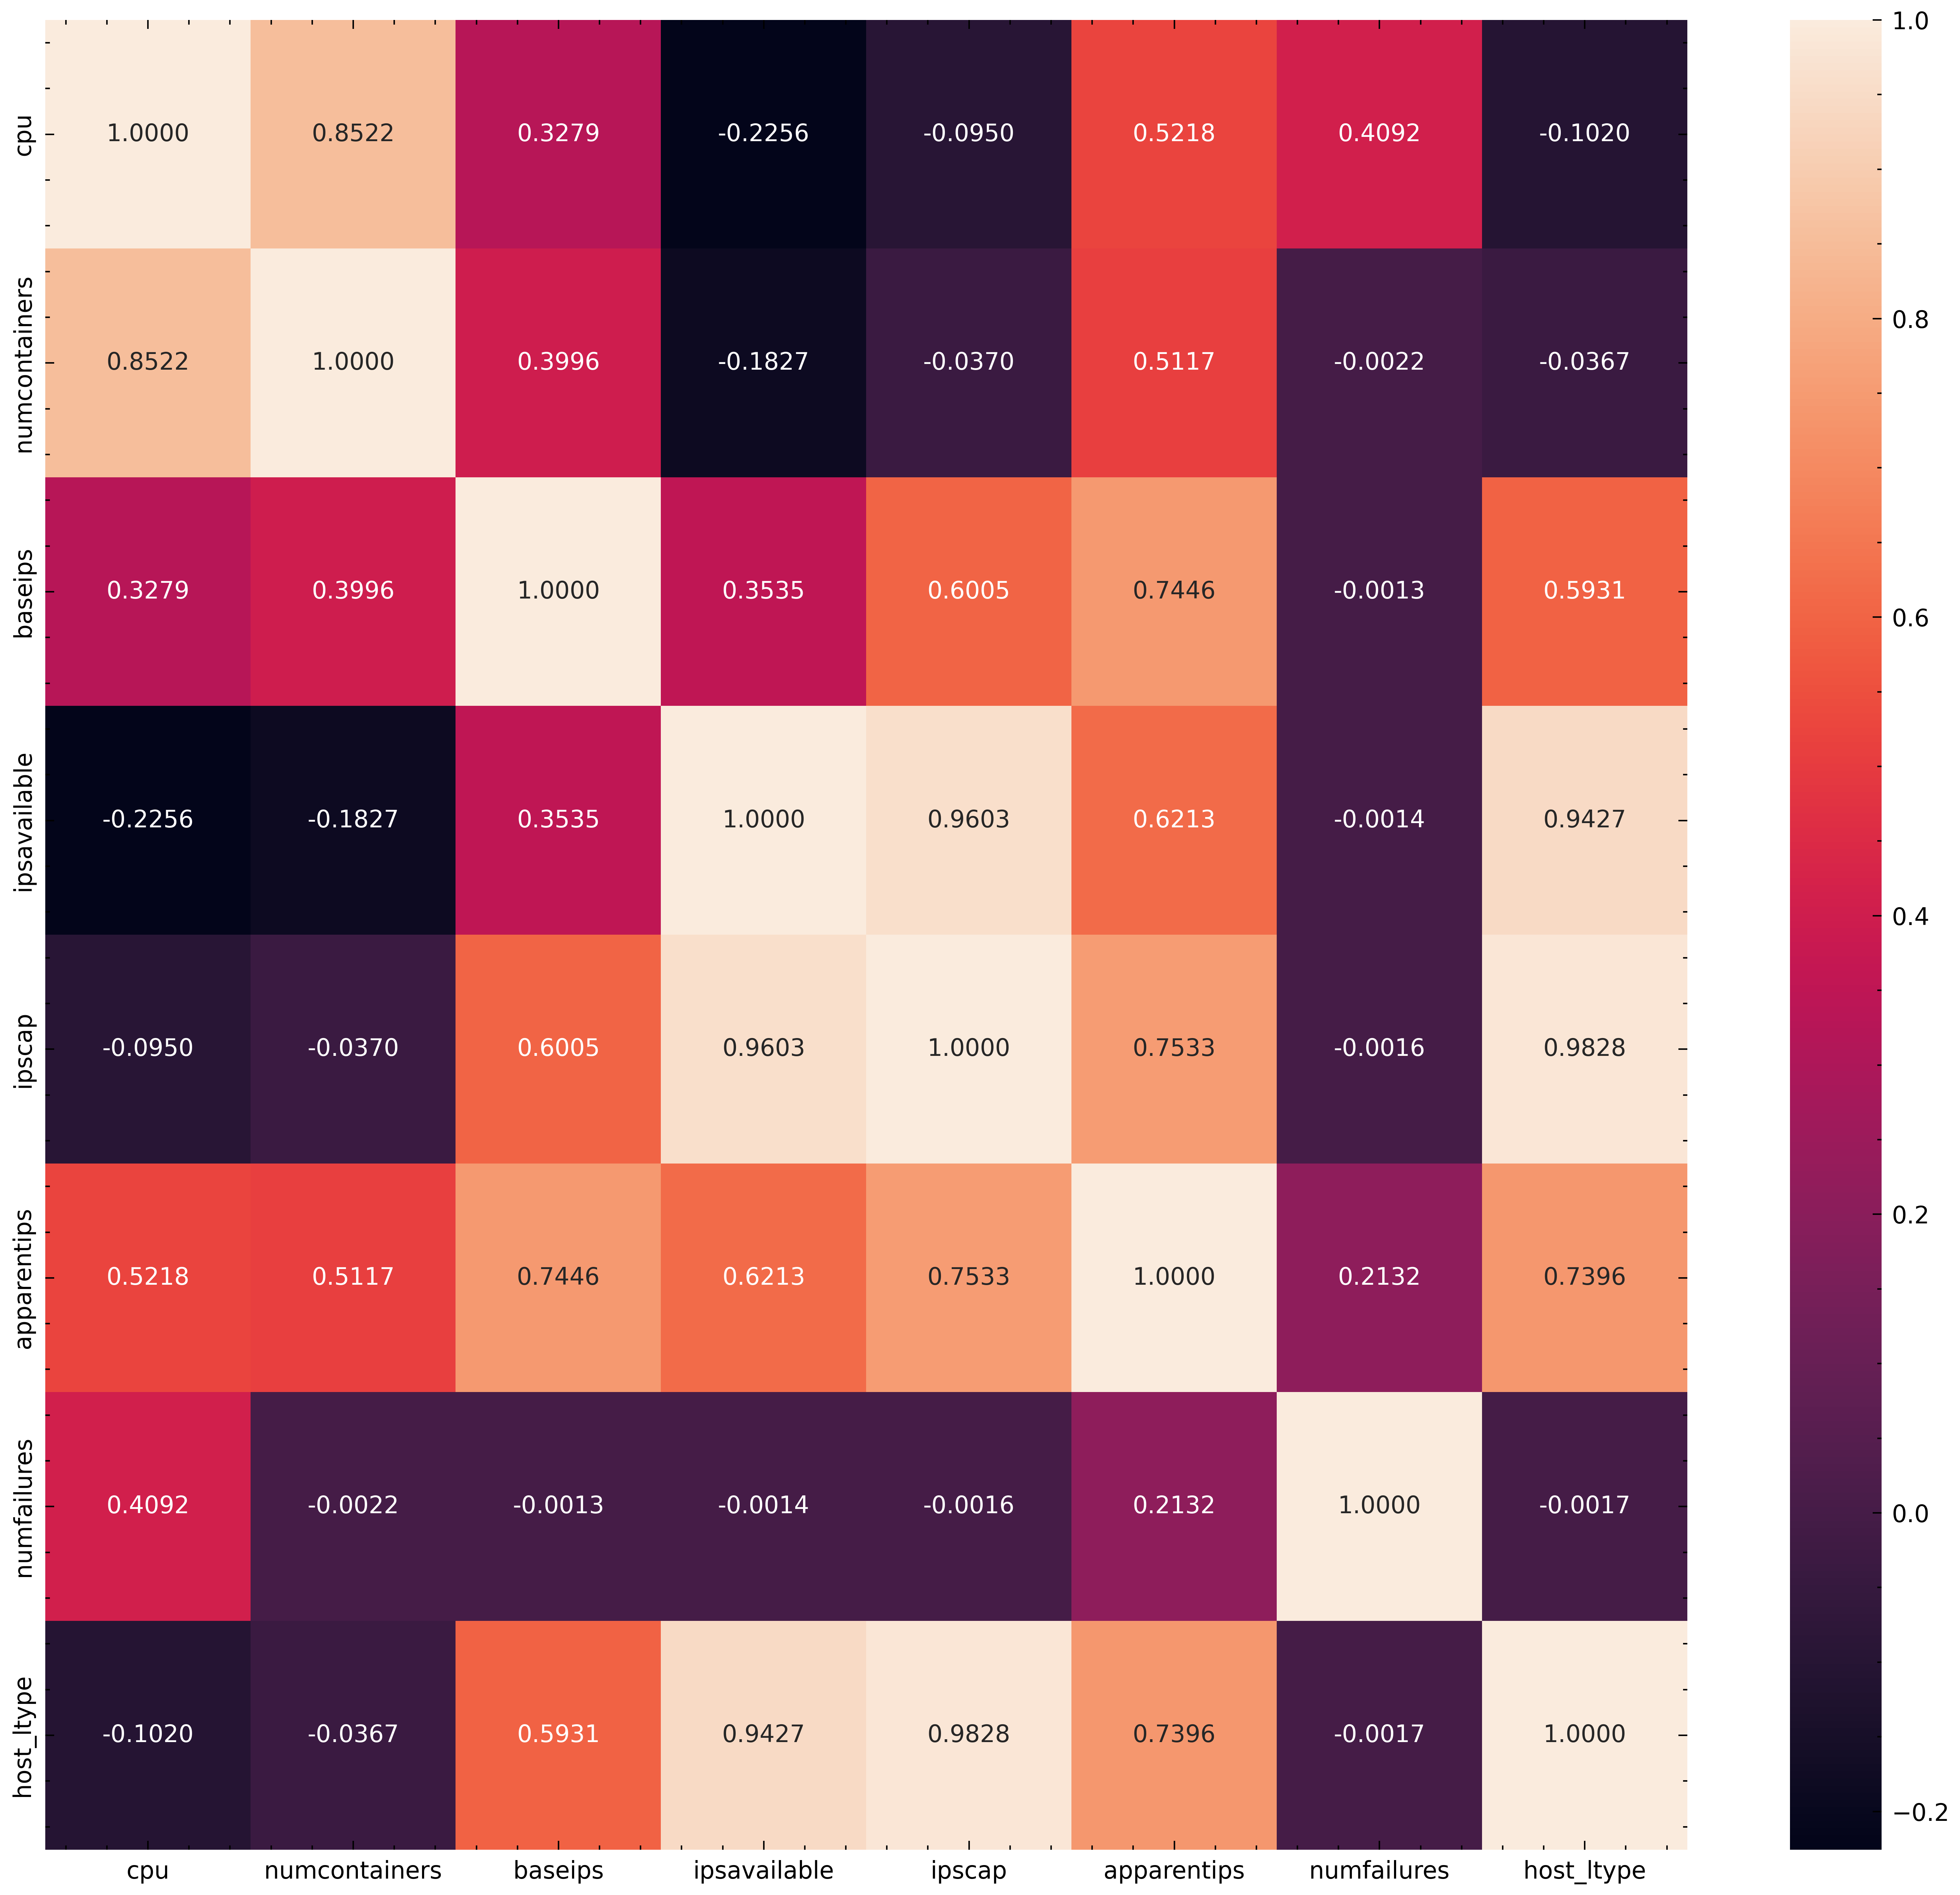 cpu 1.0000 0.8522 0.3279 -0.2256 -0.0950 0.5218 0.4092 -0.1020
numcontainers 0.8522 1.0000 0.3996 -0.1827 -0.0370 0.5117 -0.0022 -0.0367
baseips 0.3279 0.3996 1.0000 0.3535 0.6005 0.7446 -0.0013 0.5931
ipsavailable -0.2256 -0.1827 0.3535 1.0000 0.9603 0.6213 -0.0014 0.9427
ipscap -0.0950 -0.0370 0.6005 0.9603 1.0000 0.7533 -0.0016 0.9828
apparentips 0.5218 0.5117 0.7446 0.6213 0.7533 1.0000 0.2132 0.7396
numfailures 0.4092 -0.0022 -0.0013 -0.0014 -0.0016 0.2132 1.0000 -0.0017
host_ltype -0.1020 -0.0367 0.5931 0.9427 0.9828 0.7396 -0.0017 1.0000
cpu numcontainers baseips ipsavailable ipscap apparentips numfailures host_ltype
1.0
0.8
0.6
0.4
0.2
0.0
−0.2